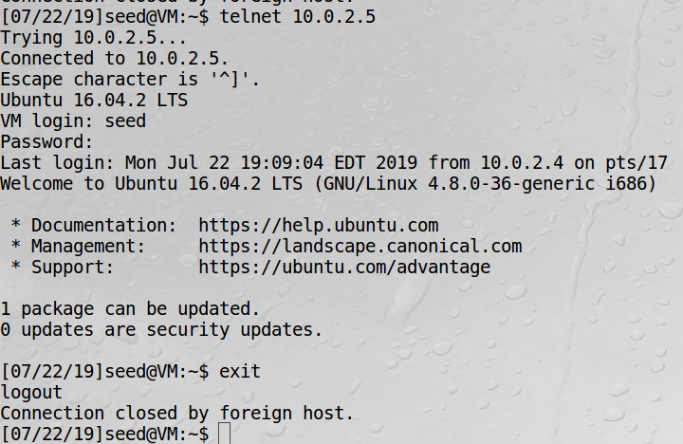 Connection closed by foreign host.
[07/22/19]seed@VM:~$ telnet 10.0.2.5
Trying 10.0.2.5...
Connected to 10.0.2.5.
Escape character is '^]'.
Ubuntu 16.04.2 LTS
VM login: seed
Password:
Last login: Mon Jul 22 19:09:04 EDT 2019 from 10.0.2.4 on pts/17
Welcome to Ubuntu 16.04.2 LTS (GNU/Linux 4.8.0-36-generic i686)
 * Documentation:  https://help.ubuntu.com
 * Management:     https://landscape.canonical.com
 * Support:        https://ubuntu.com/advantage
1 package can be updated.
0 updates are security updates.
[07/22/19]seed@VM:~$ exit
logout
Connection closed by foreign host.
[07/22/19]seed@VM:~$